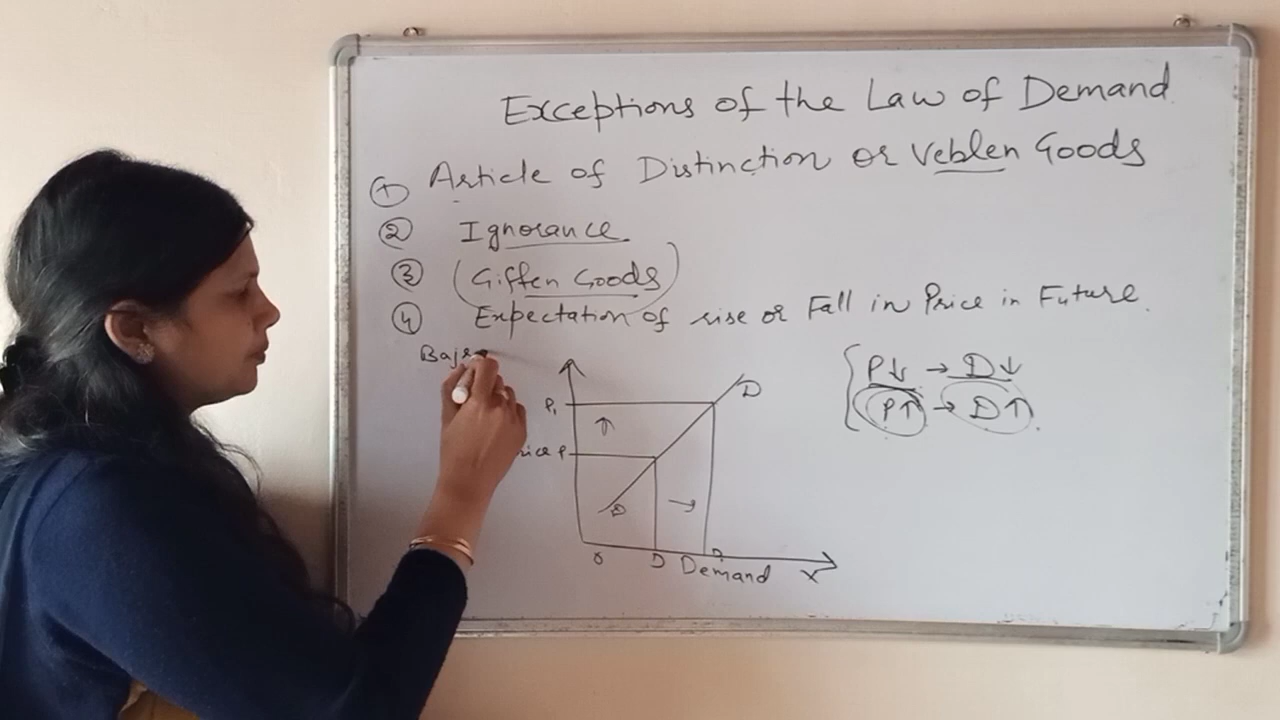 Exceptions of the Law of Demand
① Article of Distinction or Veblen Goods
② Ignorance
③ (Giffen Goods)
④ Expectation of rise or Fall in Price in Future.
P↓ → D↓
P↑ → D↑
D
P₁
P
D
O D D₁ X
Demand